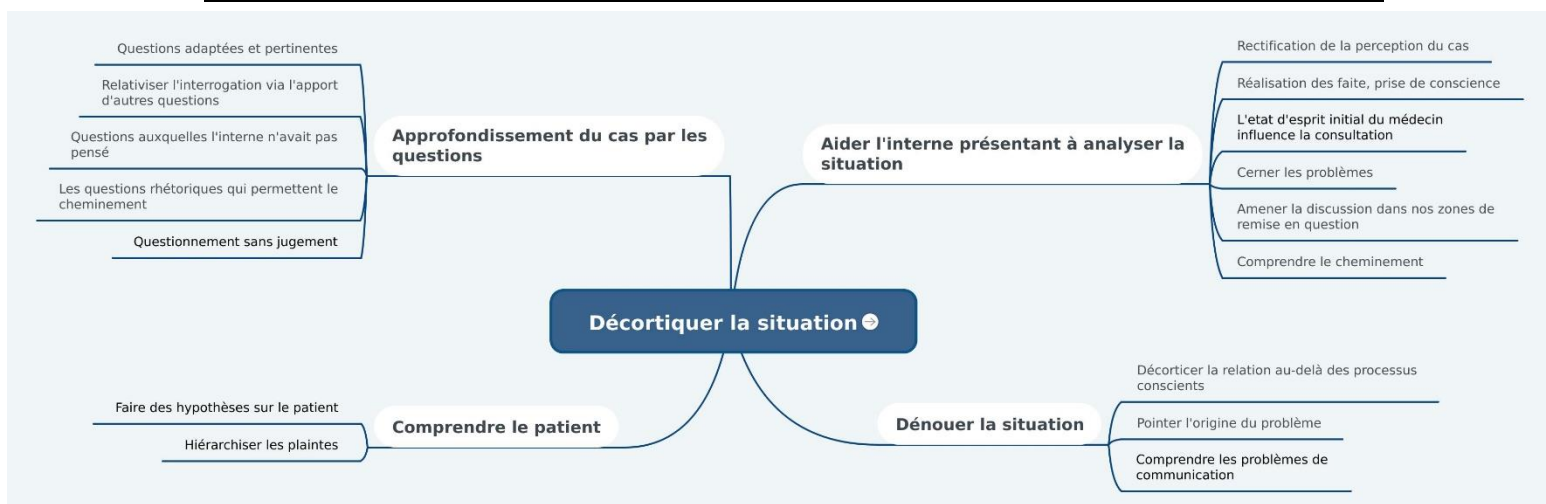 Questions adaptées et pertinentes
Relativiser l'interrogation via l'apport
d'autres questions
Questions auxquelles l'interne n'avait pas
pensé
Les questions rhétoriques qui permettent le
cheminement
Questionnement sans jugement
Approfondissement du cas par les
questions
Aider l'interne présentant à analyser la
situation
Rectification de la perception du cas
Réalisation des faite, prise de conscience
L'etat d'esprit initial du médecin
influence la consultation
Cerner les problèmes
Amener la discussion dans nos zones de
remise en question
Comprendre le cheminement
Décortiquer la situation
Faire des hypothèses sur le patient
Hiérarchiser les plaintes
Comprendre le patient
Dénouer la situation
Décorticer la relation au-delà des processus
conscients
Pointer l'origine du problème
Comprendre les problèmes de
communication